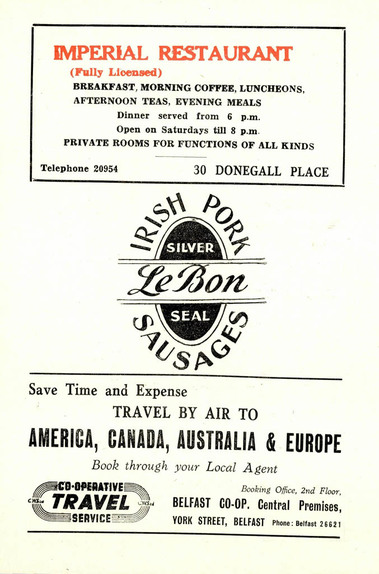 IMPERIAL RESTAURANT
(Fully Licensed)
BREAKFAST, MORNING COFFEE, LUNCHEONS,
AFTERNOON TEAS, EVENING MEALS
Dinner served from 6 p.m.
Open on Saturdays till 8 p.m.
PRIVATE ROOMS FOR FUNCTIONS OF ALL KINDS
Telephone 20954 30 DONEGALL PLACE
IRISH PORK
SILVER
LeBon
SEAL
SAUSAGES
Save Time and Expense
TRAVEL BY AIR TO
AMERICA, CANADA, AUSTRALIA & EUROPE
Book through your Local Agent
CO-OPERATIVE
TRAVEL
SERVICE
Booking Office, 2nd Floor,
BELFAST CO-OP. Central Premises,
YORK STREET, BELFAST Phone: Belfast 26621